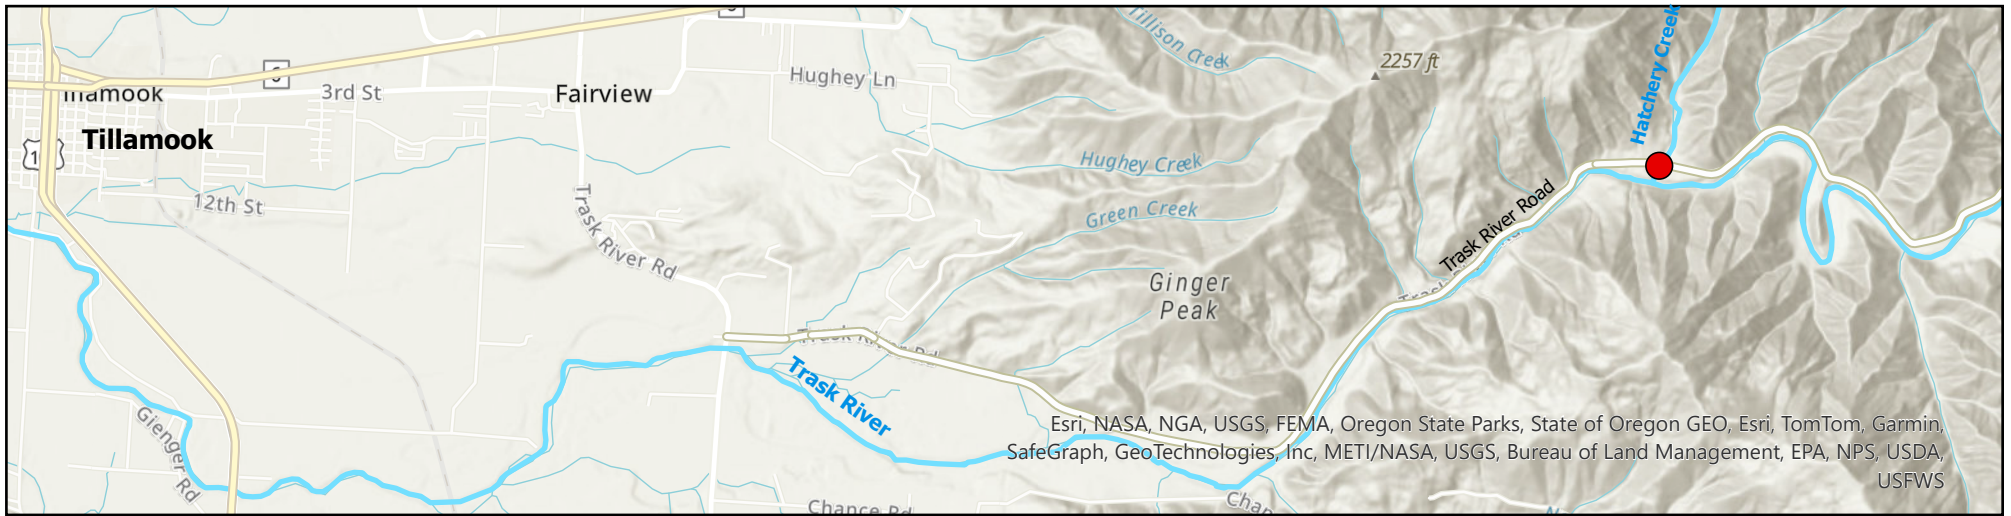 Tillison Creek
2257 ft
Hatchery Creek
6
Hughey Ln
3rd St
Fairview
Tillamook
Hughey Creek
12th St
Green Creek
Trask River Rd
Trask River Road
Ginger
Peak
Trask River Rd
Trask River
Gienger Rd
Esri, NASA, NGA, USGS, FEMA, Oregon State Parks, State of Oregon GEO, Esri, TomTom, Garmin,
SafeGraph, GeoTechnologies, Inc, METI/NASA, USGS, Bureau of Land Management, EPA, NPS, USDA,
USFWS
Chance Rd